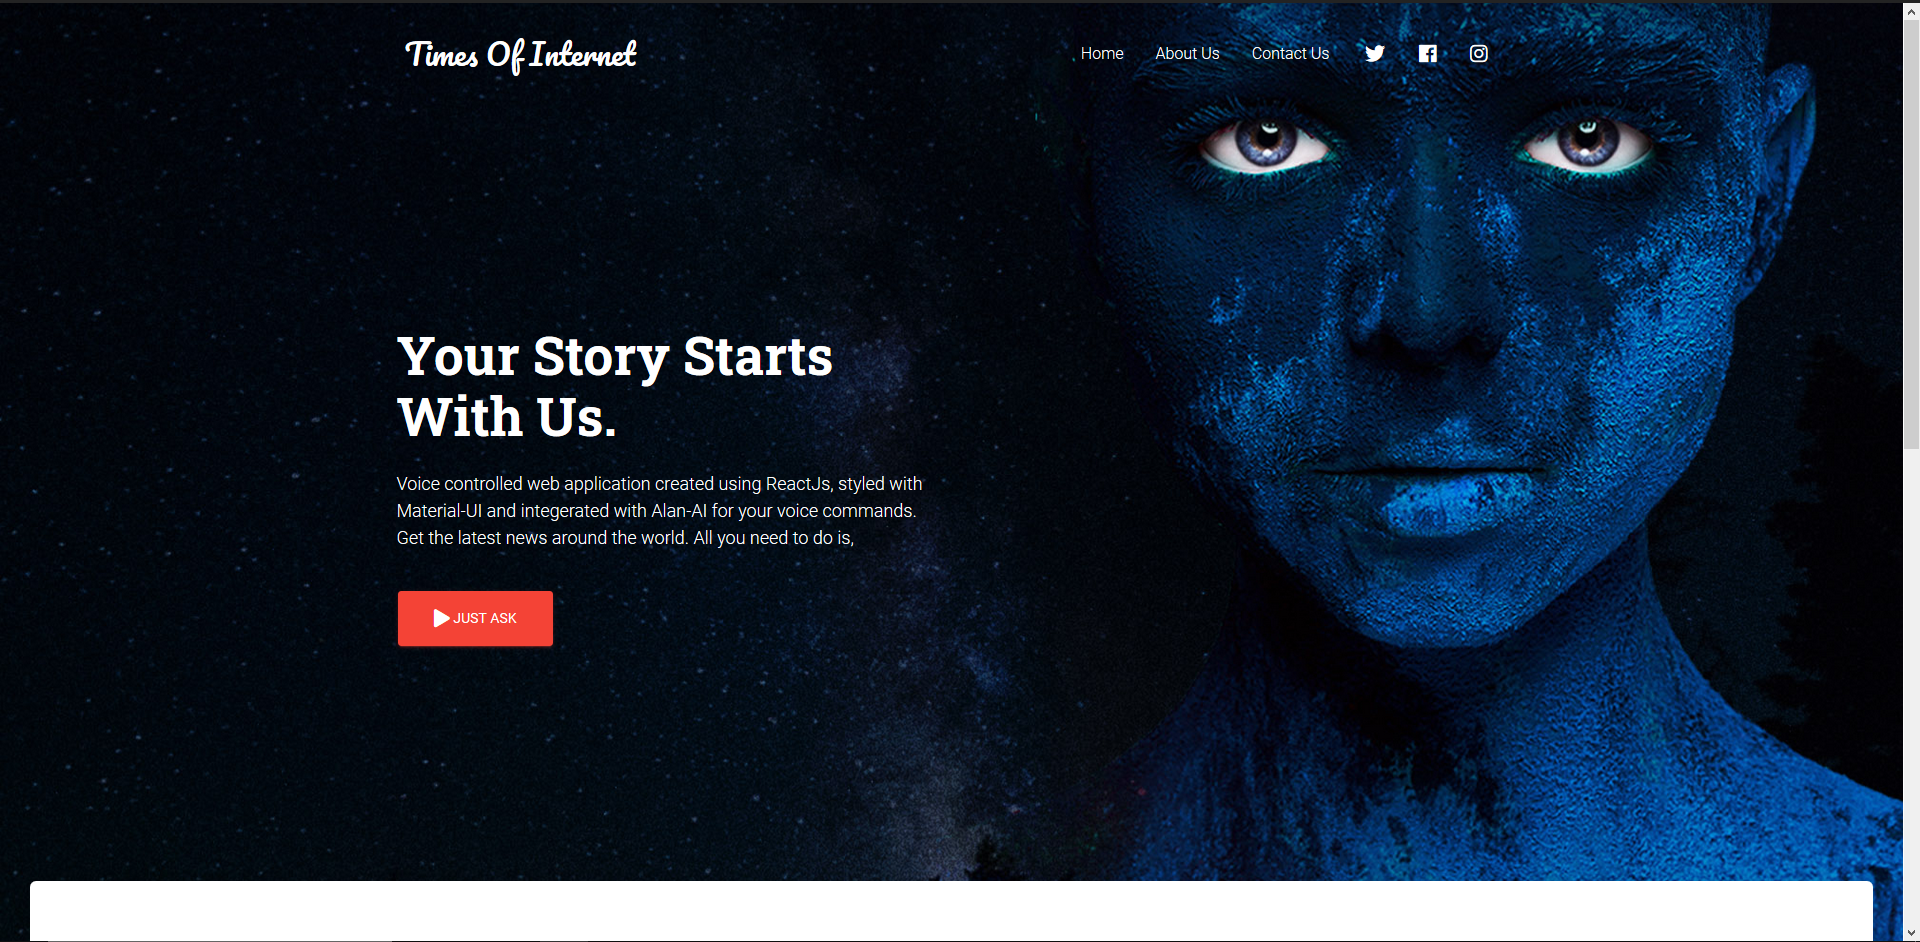 Times Of Internet
Home About Us Contact Us
Your Story Starts
With Us.
Voice controlled web application created using ReactJs, styled with
Material-UI and integerated with Alan-AI for your voice commands.
Get the latest news around the world. All you need to do is,
JUST ASK